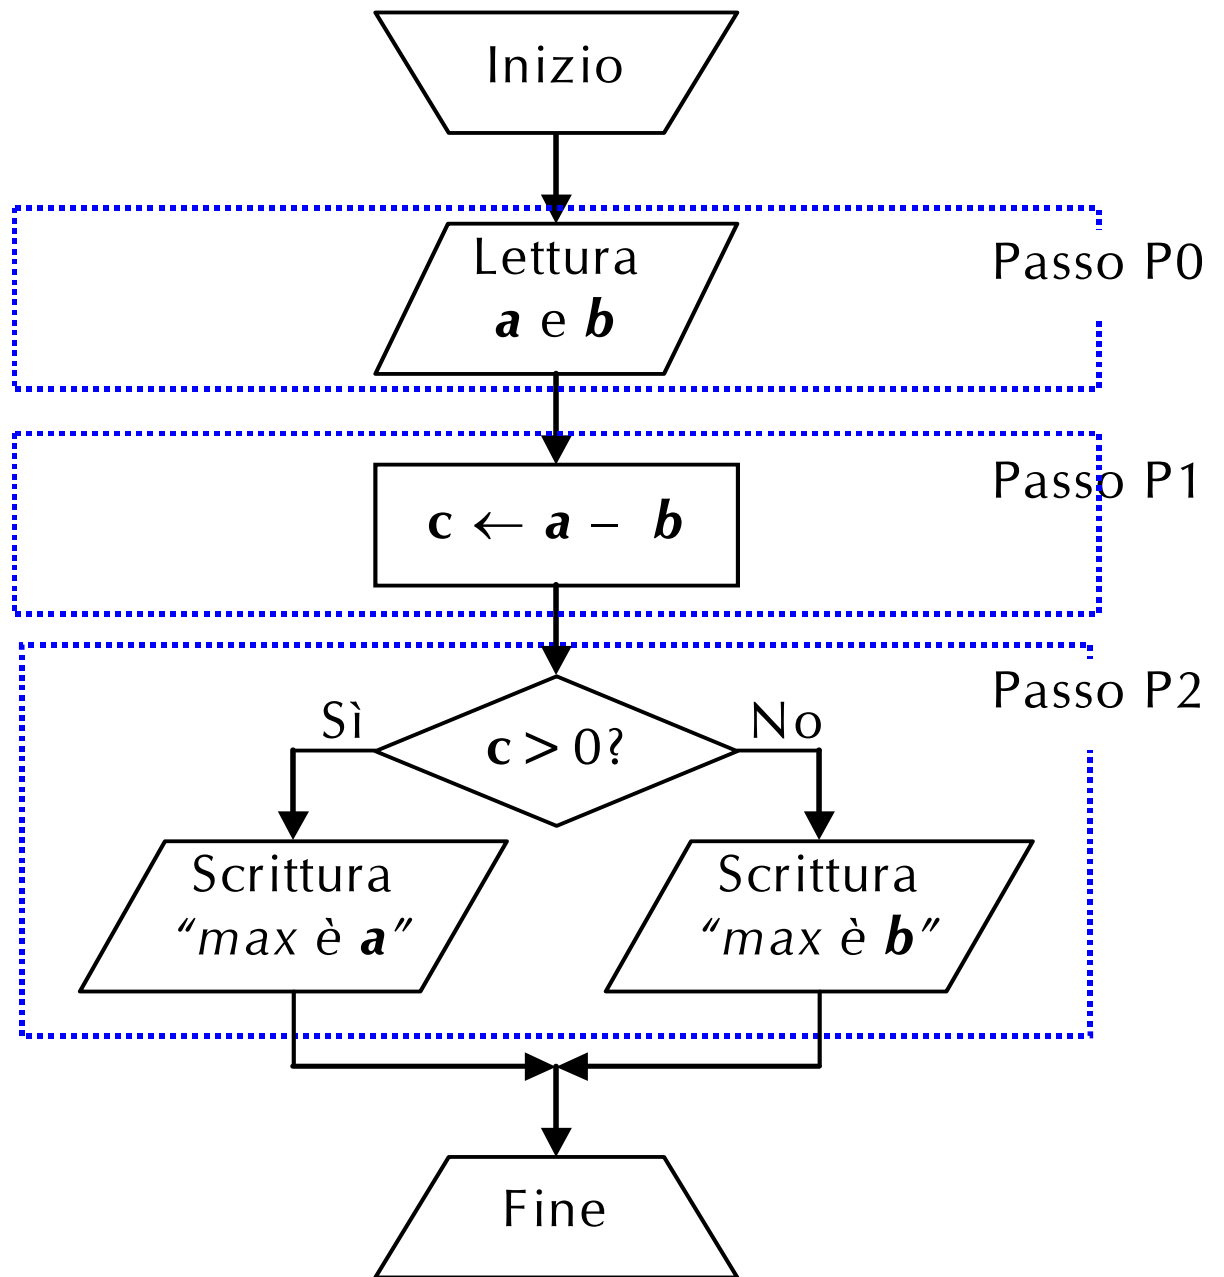 Inizio
Lettura
a e b
Passo P0
c ← a – b
Passo P1
Passo P2
Sì
c > 0?
No
Scrittura
“max è a”
Scrittura
“max è b”
Fine